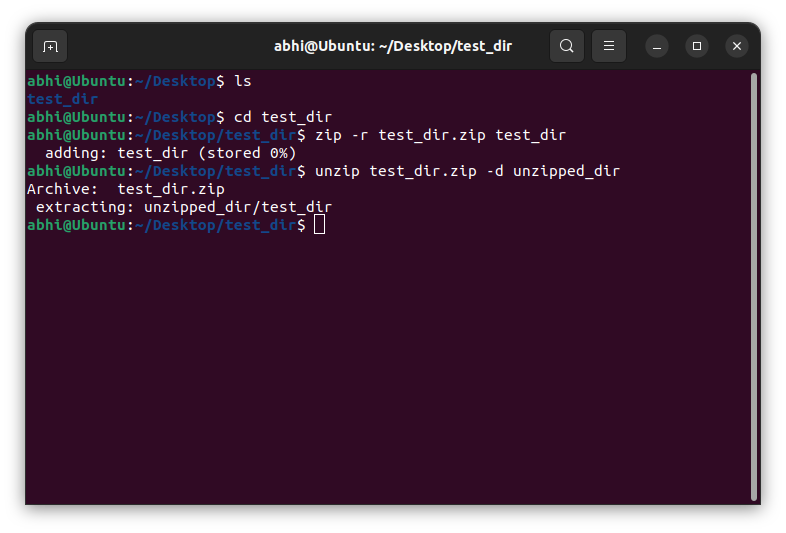 abhi@Ubuntu: ~/Desktop/test_dir
abhi@Ubuntu:~/Desktop$ ls
test_dir
abhi@Ubuntu:~/Desktop$ cd test_dir
abhi@Ubuntu:~/Desktop/test_dir$ zip -r test_dir.zip test_dir
  adding: test_dir (stored 0%)
abhi@Ubuntu:~/Desktop/test_dir$ unzip test_dir.zip -d unzipped_dir
Archive:  test_dir.zip
 extracting: unzipped_dir/test_dir
abhi@Ubuntu:~/Desktop/test_dir$